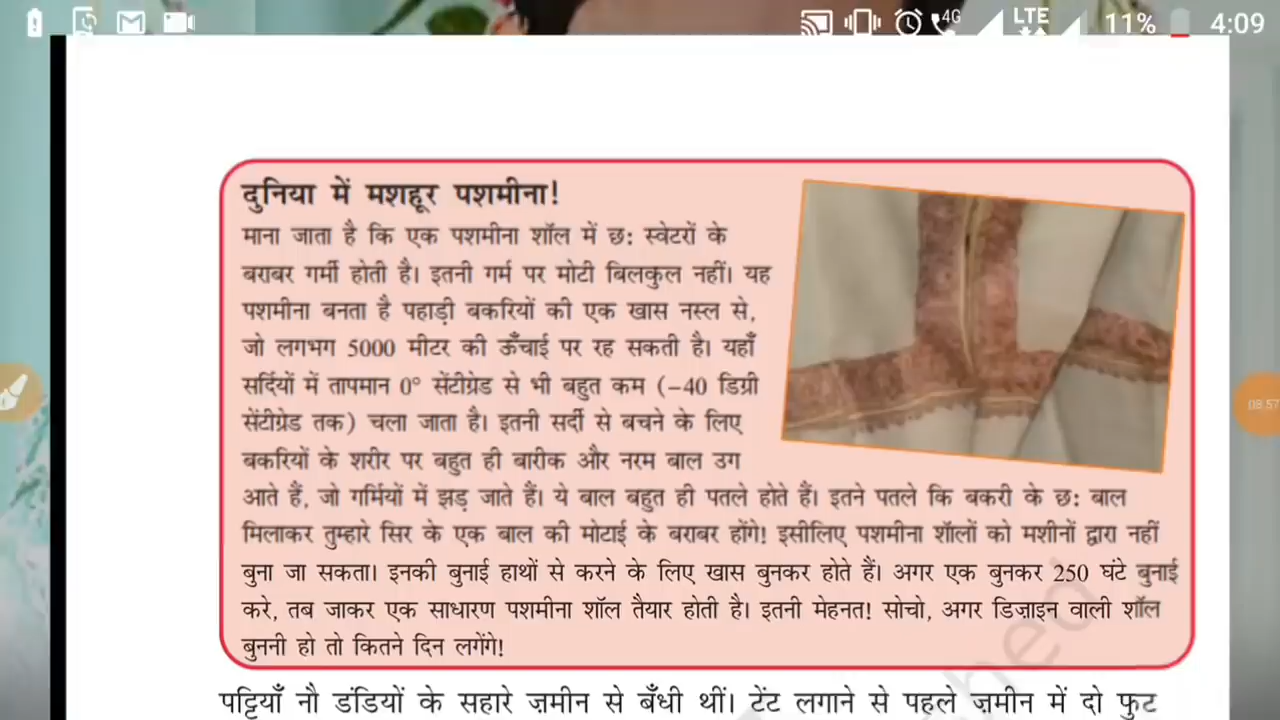 4G LTE 11% 4:09
दुनिया में मशहूर पशमीना!
माना जाता है कि एक पशमीना शॉल में छः स्वेटरों के
बराबर गर्मी होती है। इतनी गर्म पर मोटी बिलकुल नहीं। यह
पशमीना बनता है पहाड़ी बकरियों की एक खास नस्ल से,
जो लगभग 5000 मीटर की ऊँचाई पर रह सकती है। यहाँ
सर्दियों में तापमान 0° सेंटीग्रेड से भी बहुत कम (–40 डिग्री
सेंटीग्रेड तक) चला जाता है। इतनी सर्दी से बचने के लिए
बकरियों के शरीर पर बहुत ही बारीक और नरम बाल उग
आते हैं, जो गर्मियों में झड़ जाते हैं। ये बाल बहुत ही पतले होते हैं। इतने पतले कि बकरी के छः बाल
मिलाकर तुम्हारे सिर के एक बाल की मोटाई के बराबर होंगे! इसीलिए पशमीना शॉलों को मशीनों द्वारा नहीं
बुना जा सकता। इनकी बुनाई हाथों से करने के लिए खास बुनकर होते हैं। अगर एक बुनकर 250 घंटे बुनाई
करे, तब जाकर एक साधारण पशमीना शॉल तैयार होती है। इतनी मेहनत! सोचो, अगर डिज़ाइन वाली शॉल
बुननी हो तो कितने दिन लगेंगे!
08:57
पट्टियाँ नौ डंडियों के सहारे ज़मीन से बँधी थीं। टेंट लगाने से पहले ज़मीन में दो फुट